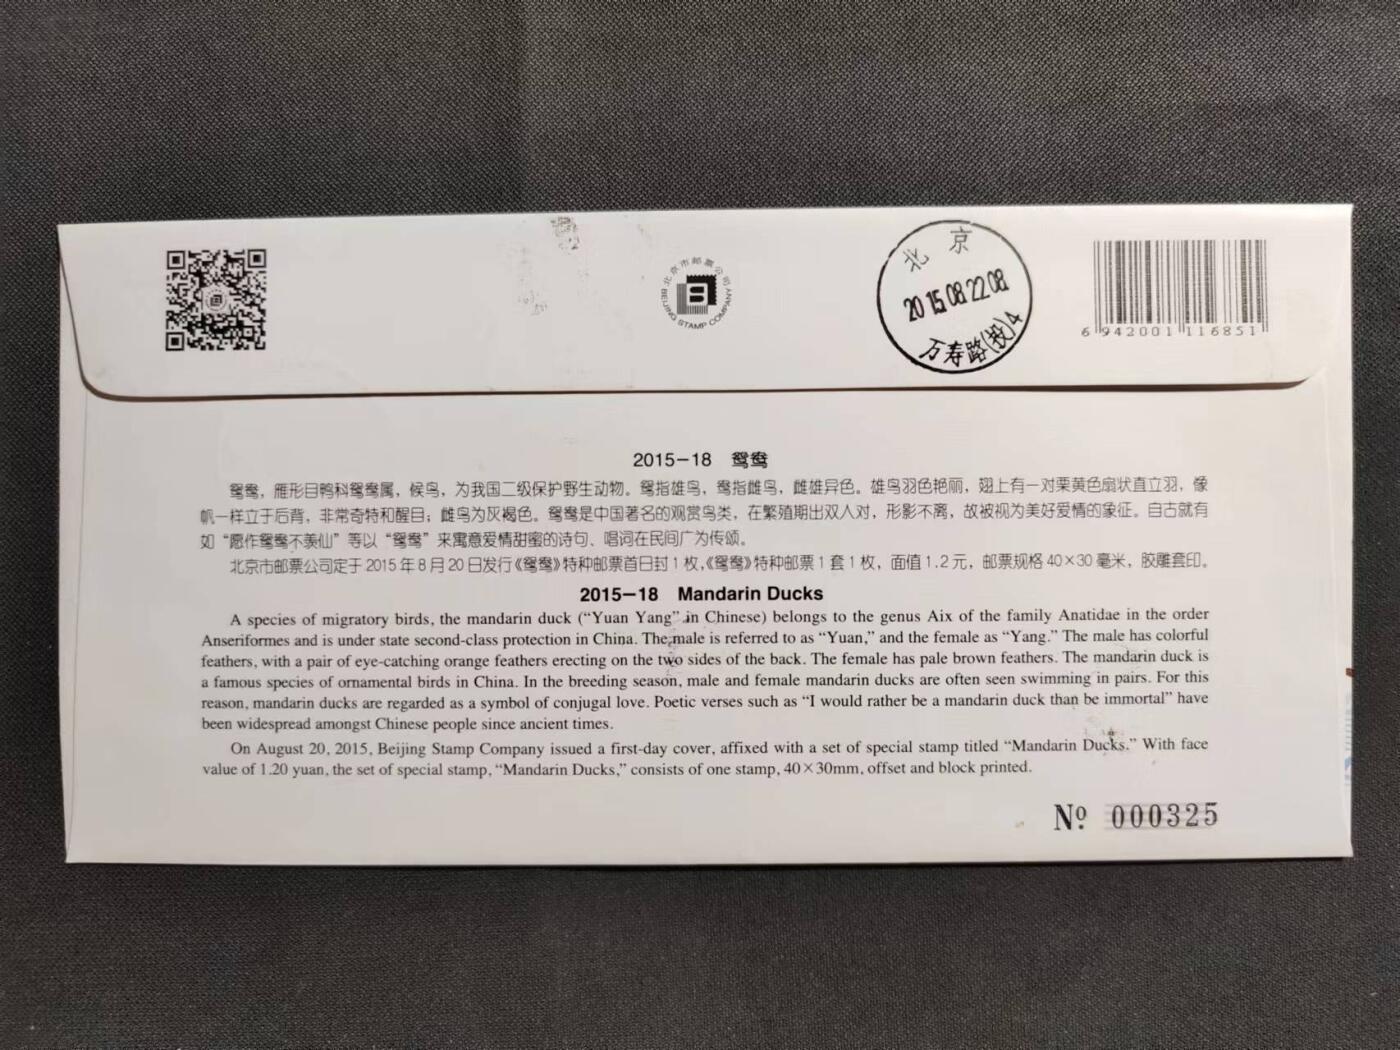 北京市邮票公司
BEIJING STAMP COMPANY
北京
2015 08 22 08
万寿路(投)4
6 942001 116851
2015-18 鸳鸯
鸳鸯，雁形目鸭科鸳鸯属，候鸟，为我国二级保护野生动物。鸳指雄鸟，鸯指雌鸟，雌雄异色。雄鸟羽色艳丽，翅上有一对栗黄色扇状直立羽，像
帆一样立于后背，非常奇特和醒目；雌鸟为灰褐色。鸳鸯是中国著名的观赏鸟类，在繁殖期出双入对，形影不离，故被视为美好爱情的象征。自古就有
如“愿作鸳鸯不羡仙”等以“鸳鸯”来寓意爱情甜蜜的诗句、唱词在民间广为传颂。
北京市邮票公司定于2015年8月20日发行《鸳鸯》特种邮票首日封1枚，《鸳鸯》特种邮票1套1枚，面值1.2元，邮票规格40×30毫米，胶雕套印。
2015-18 Mandarin Ducks
A species of migratory birds, the mandarin duck (“Yuan Yang” in Chinese) belongs to the genus Aix of the family Anatidae in the order
Anseriformes and is under state second-class protection in China. The male is referred to as “Yuan,” and the female as “Yang.” The male has colorful
feathers, with a pair of eye-catching orange feathers erecting on the two sides of the back. The female has pale brown feathers. The mandarin duck is
a famous species of ornamental birds in China. In the breeding season, male and female mandarin ducks are often seen swimming in pairs. For this
reason, mandarin ducks are regarded as a symbol of conjugal love. Poetic verses such as “I would rather be a mandarin duck than be immortal” have
been widespread amongst Chinese people since ancient times.
On August 20, 2015, Beijing Stamp Company issued a first-day cover, affixed with a set of special stamp titled “Mandarin Ducks.” With face
value of 1.20 yuan, the set of special stamp, “Mandarin Ducks,” consists of one stamp, 40×30mm, offset and block printed.
Nº 000325